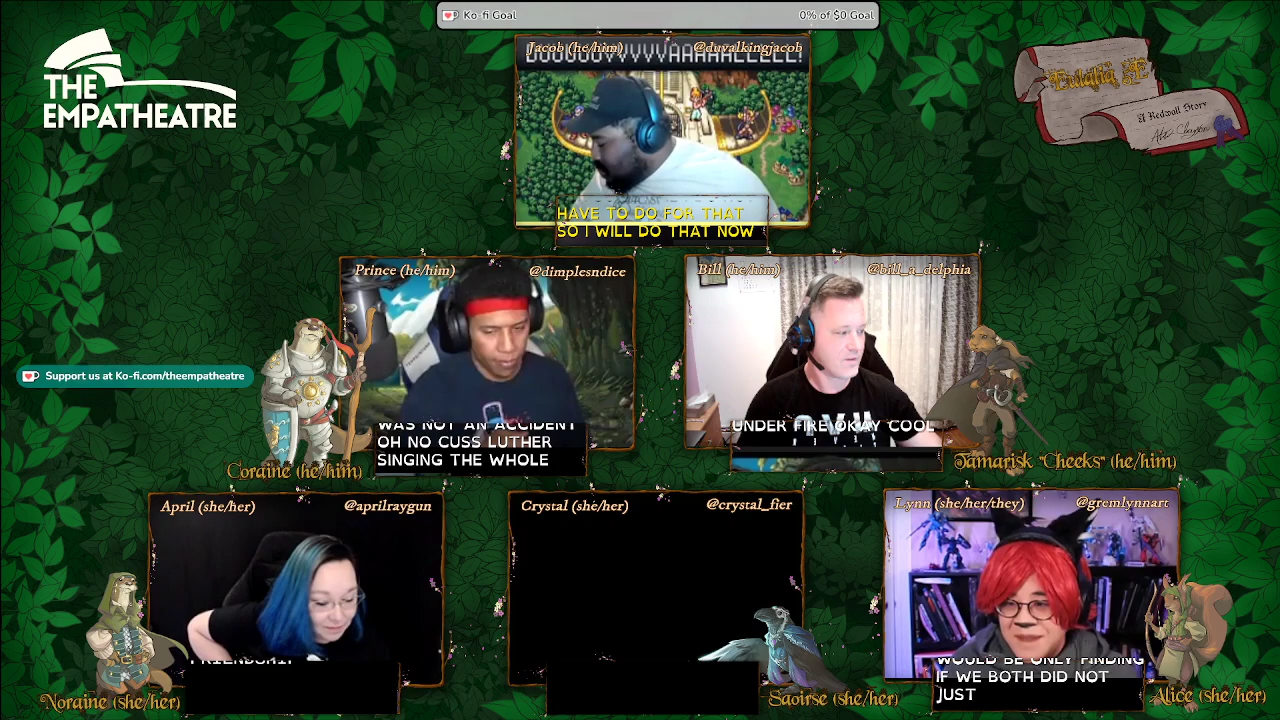 Ko-fi Goal
0% of $0 Goal
THE
EMPATHEATRE
Jacob (he/him)
@duvalkingjacob
Eulalia
A Redwall Story
HAVE TO DO FOR THAT
SO I WILL DO THAT NOW
Prince (he/him)
@dimplesndice
Bill (he/him)
@bill_a_delphia
Support us at Ko-fi.com/theempatheatre
WAS NOT AN ACCIDENT
OH NO CUSS LUTHER
SINGING THE WHOLE
UNDER FIRE OKAY COOL
Coraine (he/him)
Tamarisk "Cheeks" (he/him)
April (she/her)
@aprilraygun
Crystal (she/her)
@crystal_fier
Lynn (she/her/they)
@gremlynnart
FRIENDSHIP
WOULD BE ONLY FINDING
IF WE BOTH DID NOT
JUST
Noraine (she/her)
Saoirse (she/her)
Alice (she/her)